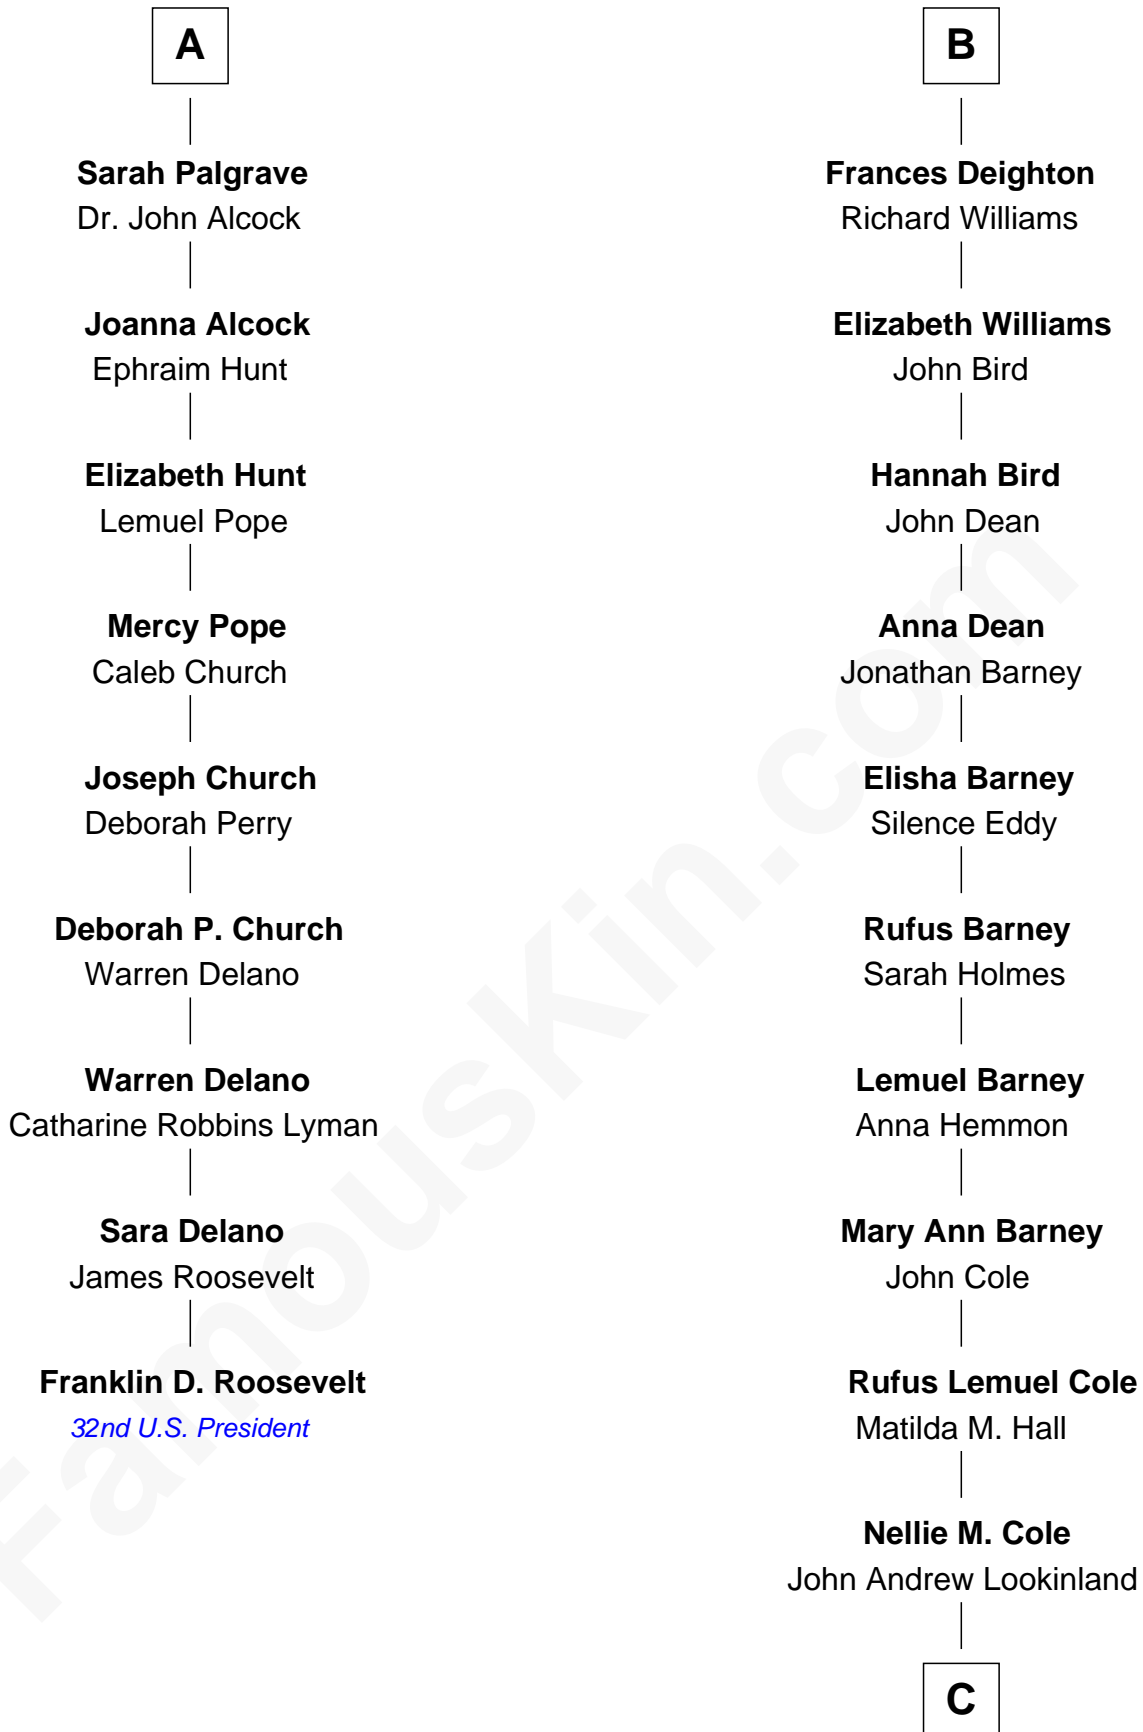 A
Sarah Palgrave
Dr. John Alcock
Joanna Alcock
Ephraim Hunt
Elizabeth Hunt
Lemuel Pope
Mercy Pope
Caleb Church
Joseph Church
Deborah Perry
Deborah P. Church
Warren Delano
Warren Delano
Catharine Robbins Lyman
Sara Delano
James Roosevelt
Franklin D. Roosevelt
32nd U.S. President
B
Frances Deighton
Richard Williams
Elizabeth Williams
John Bird
Hannah Bird
John Dean
Anna Dean
Jonathan Barney
Elisha Barney
Silence Eddy
Rufus Barney
Sarah Holmes
Lemuel Barney
Anna Hemmon
Mary Ann Barney
John Cole
Rufus Lemuel Cole
Matilda M. Hall
Nellie M. Cole
John Andrew Lookinland
C
FamousKin.com